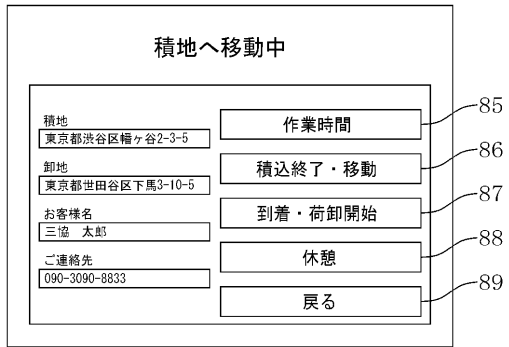 積地へ移動中
積地
東京都渋谷区幡ヶ谷2-3-5
卸地
東京都世田谷区下馬3-10-5
お客様名
三協 太郎
ご連絡先
090-3090-8833
作業時間
積込終了・移動
到着・荷卸開始
休憩
戻る
85
86
87
88
89